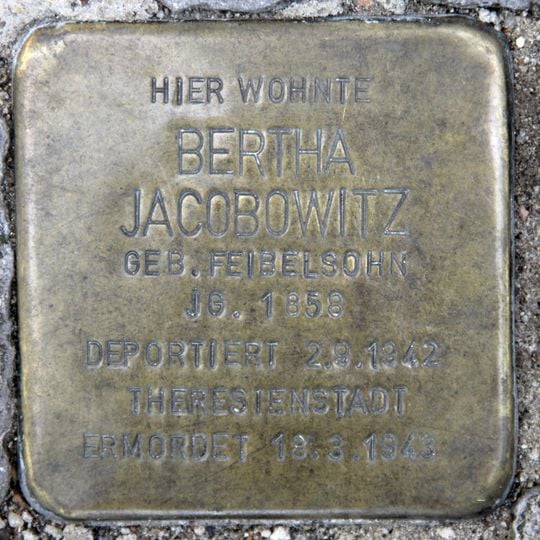 HIER WOHNTE
BERTHA
JACOBOWITZ
GEB. FEIBELSOHN
JG. 1858
DEPORTIERT 2.9.1942
THERESIENSTADT
ERMORDET 18.3.1943